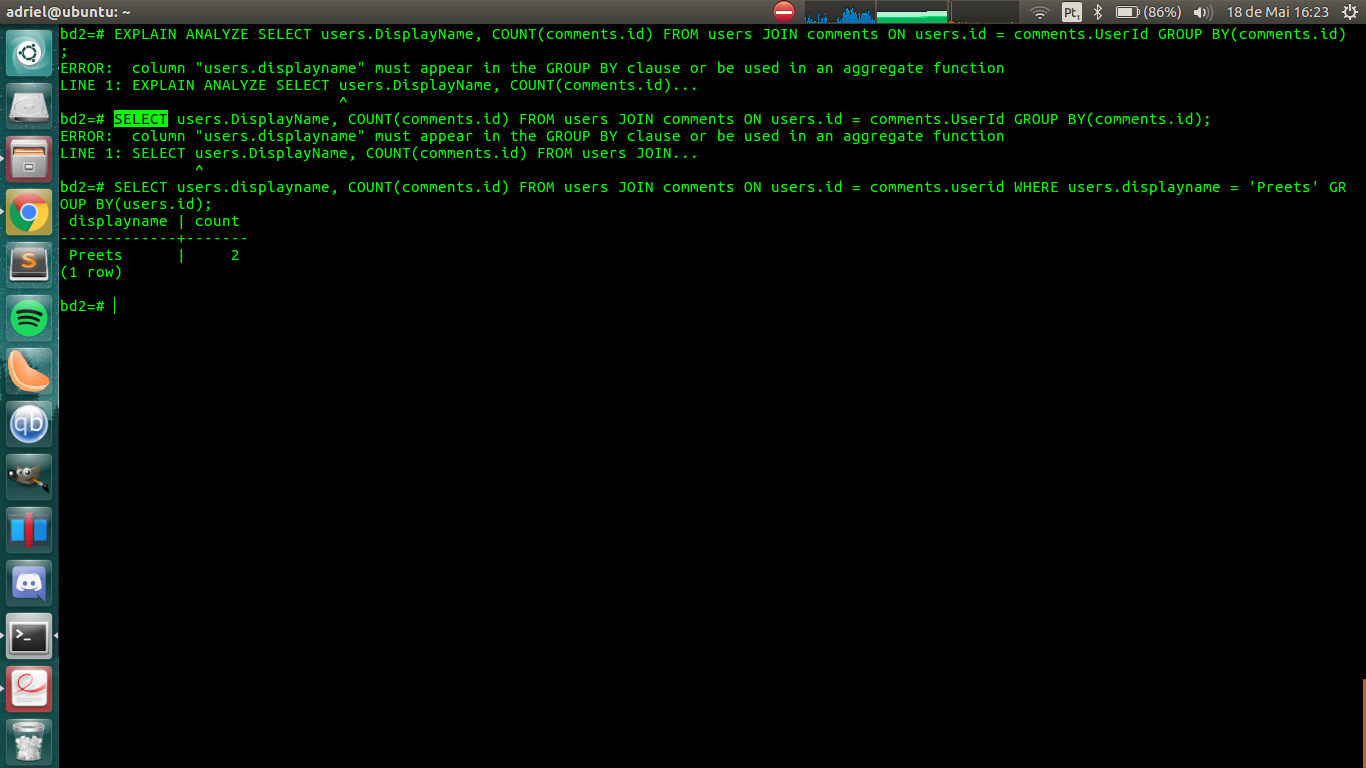 adriel@ubuntu: ~
Pt1 (86%) 18 de Mai 16:23
bd2=# EXPLAIN ANALYZE SELECT users.DisplayName, COUNT(comments.id) FROM users JOIN comments ON users.id = comments.UserId GROUP BY(comments.id)
;
ERROR:  column "users.displayname" must appear in the GROUP BY clause or be used in an aggregate function
LINE 1: EXPLAIN ANALYZE SELECT users.DisplayName, COUNT(comments.id)...
                               ^
bd2=# SELECT users.DisplayName, COUNT(comments.id) FROM users JOIN comments ON users.id = comments.UserId GROUP BY(comments.id);
ERROR:  column "users.displayname" must appear in the GROUP BY clause or be used in an aggregate function
LINE 1: SELECT users.DisplayName, COUNT(comments.id) FROM users JOIN...
               ^
bd2=# SELECT users.displayname, COUNT(comments.id) FROM users JOIN comments ON users.id = comments.userid WHERE users.displayname = 'Preets' GR
OUP BY(users.id);
 displayname | count
-------------+-------
 Preets      |     2
(1 row)
bd2=#
S
qb
>_